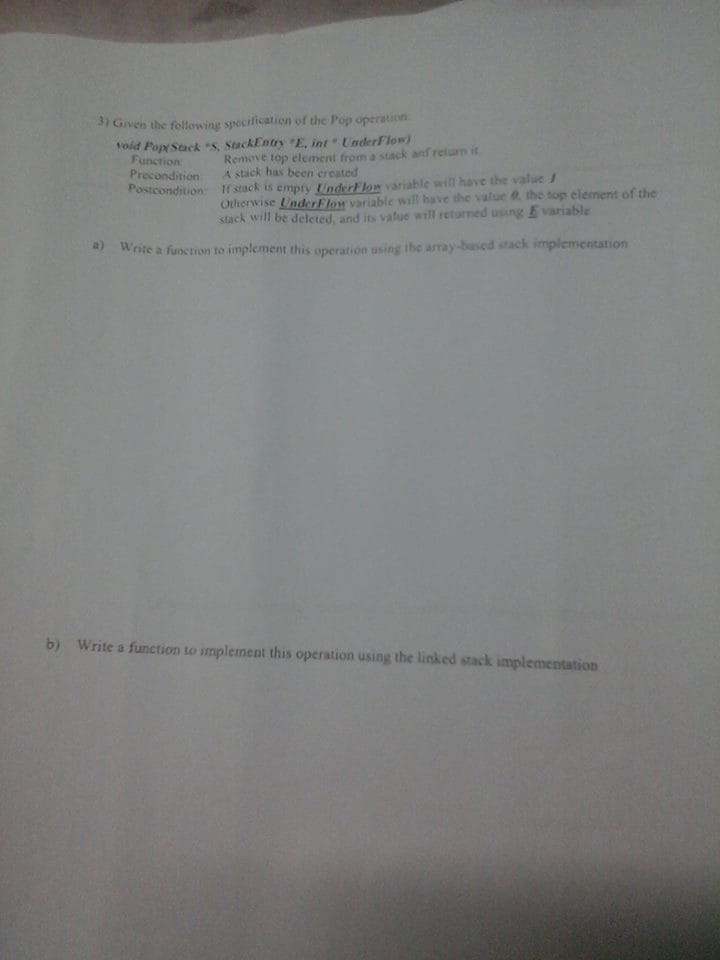 3) Given the following specification of the Pop operation:
void Pop(Stack *S, StackEntry *E, int * UnderFlow)
Function: Remove top element from a stack anf return it.
Precondition: A stack has been created
Postcondition: If stack is empty UnderFlow variable will have the value 1
Otherwise UnderFlow variable will have the value 0, the top element of the
stack will be deleted, and its value will returned using E variable
a) Write a function to implement this operation using the array-based stack implementation
b) Write a function to implement this operation using the linked stack implementation